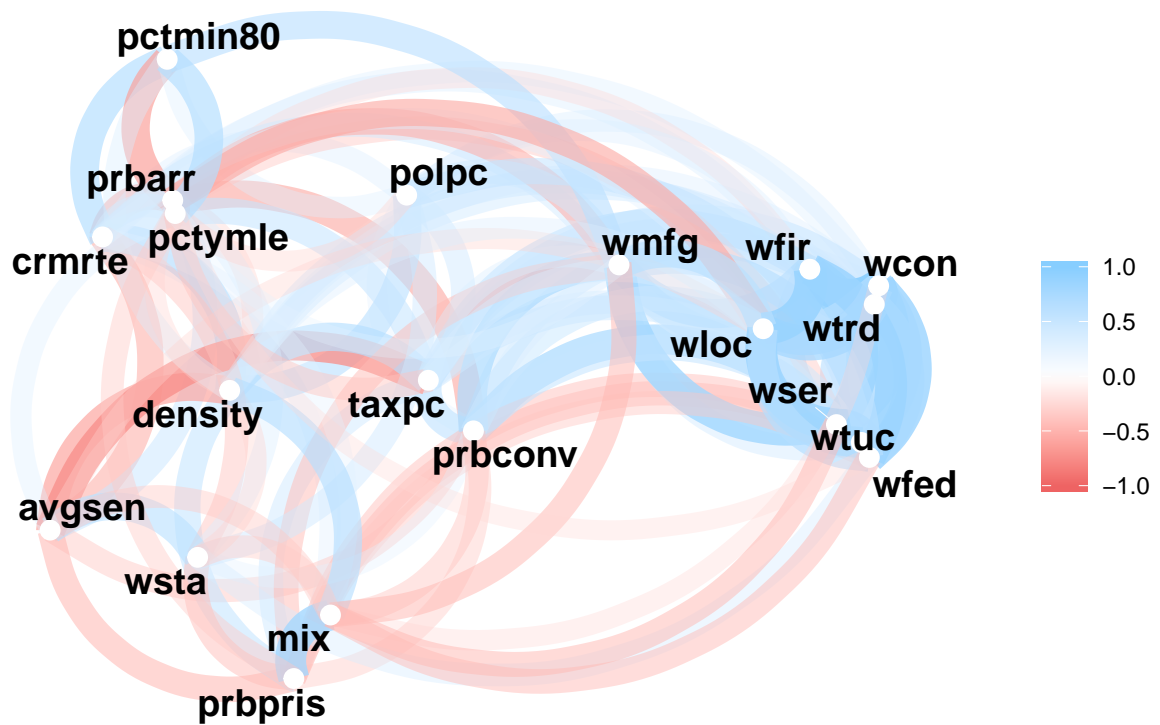 pctmin80
prbarr
polpc
pctymle
crmrte
wmfg
wfir
wcon
wtrd
wloc
wser
density
taxpc
wtuc
prbconv
wfed
avgsen
wsta
mix
prbpris
1.0
0.5
0.0
−0.5
−1.0